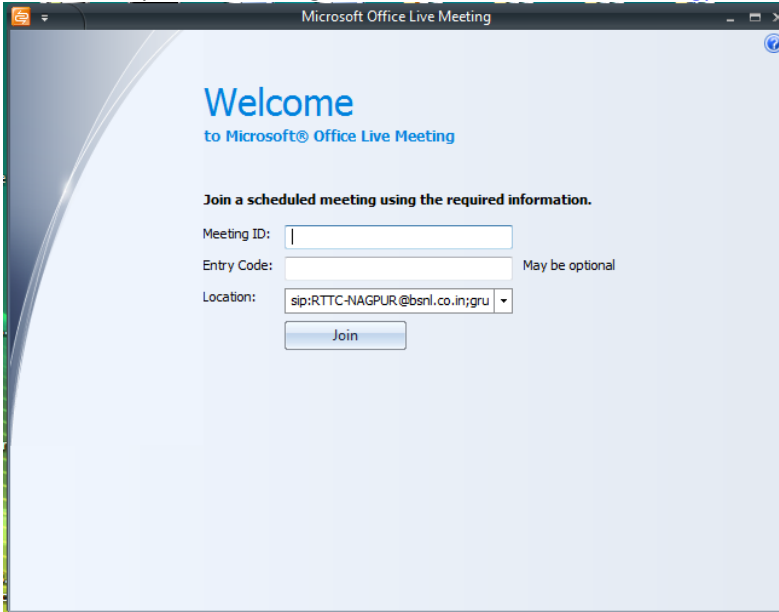 Microsoft Office Live Meeting
Welcome
to Microsoft® Office Live Meeting
Join a scheduled meeting using the required information.
Meeting ID:
Entry Code: May be optional
Location: sip:RTTC-NAGPUR@bsnl.co.in;gru
Join